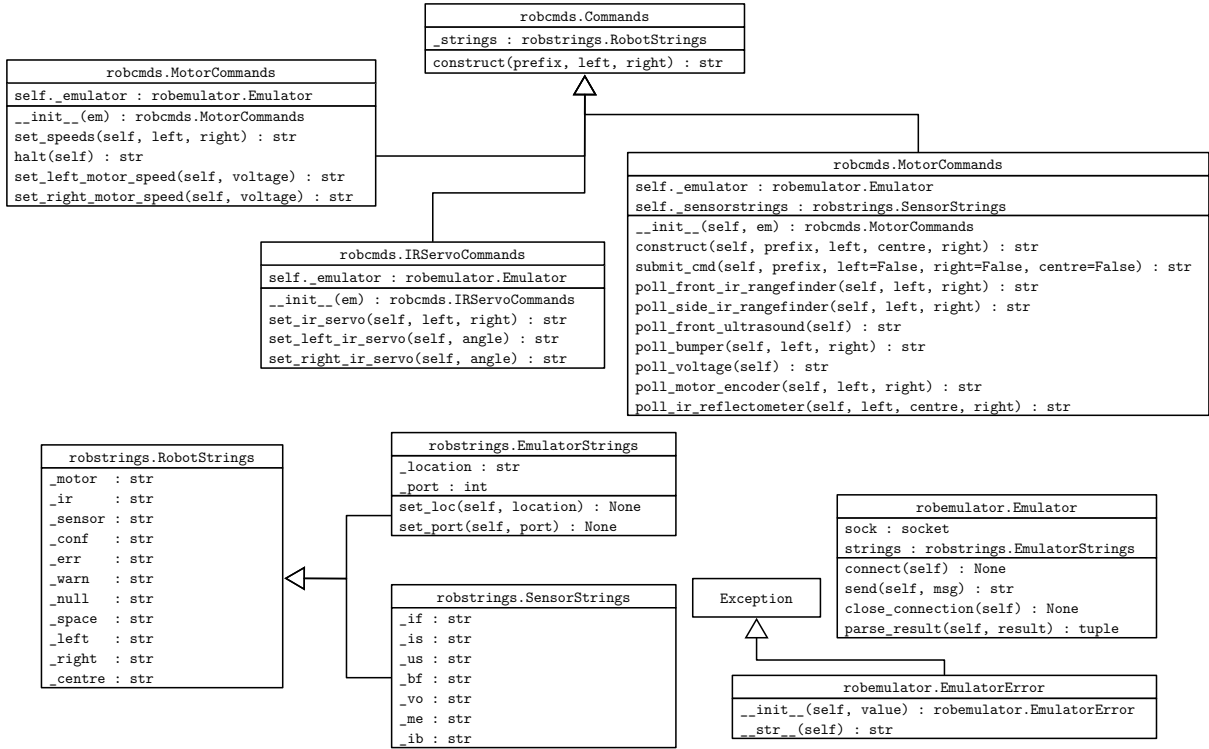 robcmds.Commands
_strings : robstrings.RobotStrings
construct(prefix, left, right) : str
robcmds.MotorCommands
self._emulator : robemulator.Emulator
__init__(em) : robcmds.MotorCommands
set_speeds(self, left, right) : str
halt(self) : str
set_left_motor_speed(self, voltage) : str
set_right_motor_speed(self, voltage) : str
robcmds.MotorCommands
self._emulator : robemulator.Emulator
self._sensorstrings : robstrings.SensorStrings
__init__(self, em) : robcmds.MotorCommands
construct(self, prefix, left, centre, right) : str
submit_cmd(self, prefix, left=False, right=False, centre=False) : str
poll_front_ir_rangefinder(self, left, right) : str
poll_side_ir_rangefinder(self, left, right) : str
poll_front_ultrasound(self) : str
poll_bumper(self, left, right) : str
poll_voltage(self) : str
poll_motor_encoder(self, left, right) : str
poll_ir_reflectometer(self, left, centre, right) : str
robcmds.IRServoCommands
self._emulator : robemulator.Emulator
__init__(em) : robcmds.IRServoCommands
set_ir_servo(self, left, right) : str
set_left_ir_servo(self, angle) : str
set_right_ir_servo(self, angle) : str
robstrings.RobotStrings
_motor : str
_ir : str
_sensor : str
_conf : str
_err : str
_warn : str
_null : str
_space : str
_left : str
_right : str
_centre : str
robstrings.EmulatorStrings
_location : str
_port : int
set_loc(self, location) : None
set_port(self, port) : None
robstrings.SensorStrings
_if : str
_is : str
_us : str
_bf : str
_vo : str
_me : str
_ib : str
robemulator.Emulator
sock : socket
strings : robstrings.EmulatorStrings
connect(self) : None
send(self, msg) : str
close_connection(self) : None
parse_result(self, result) : tuple
Exception
robemulator.EmulatorError
__init__(self, value) : robemulator.EmulatorError
__str__(self) : str